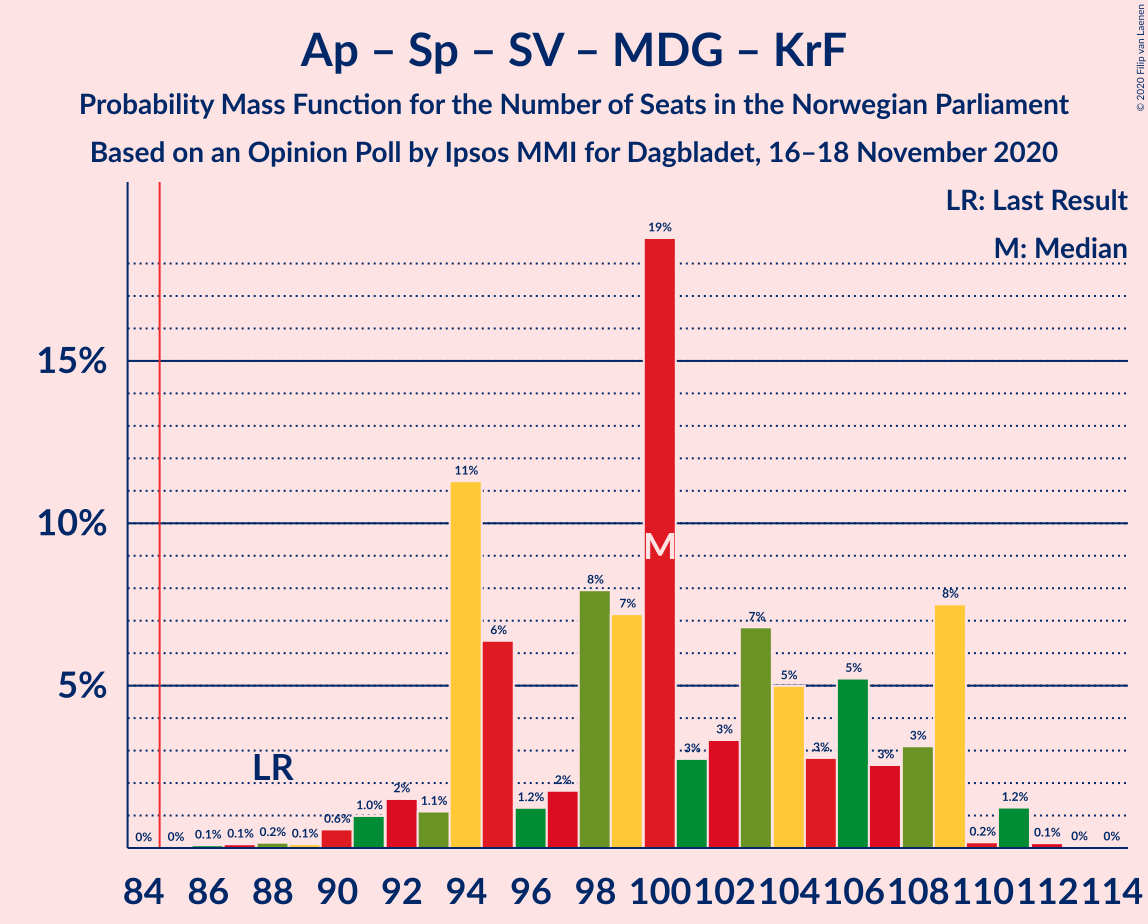 Ap – Sp – SV – MDG – KrF
Probability Mass Function for the Number of Seats in the Norwegian Parliament
Based on an Opinion Poll by Ipsos MMI for Dagbladet, 16–18 November 2020
© 2020 Filip van Laenen
LR: Last Result
M: Median
15%
10%
5%
0% 0% 0.1% 0.1% 0.2% 0.1% 0.6% 1.0% 2% 1.1% 11% 6% 1.2% 2% 8% 7% 19% 3% 3% 7% 5% 3% 5% 3% 3% 8% 0.2% 1.2% 0.1% 0% 0%
LR
M
84 86 88 90 92 94 96 98 100 102 104 106 108 110 112 114